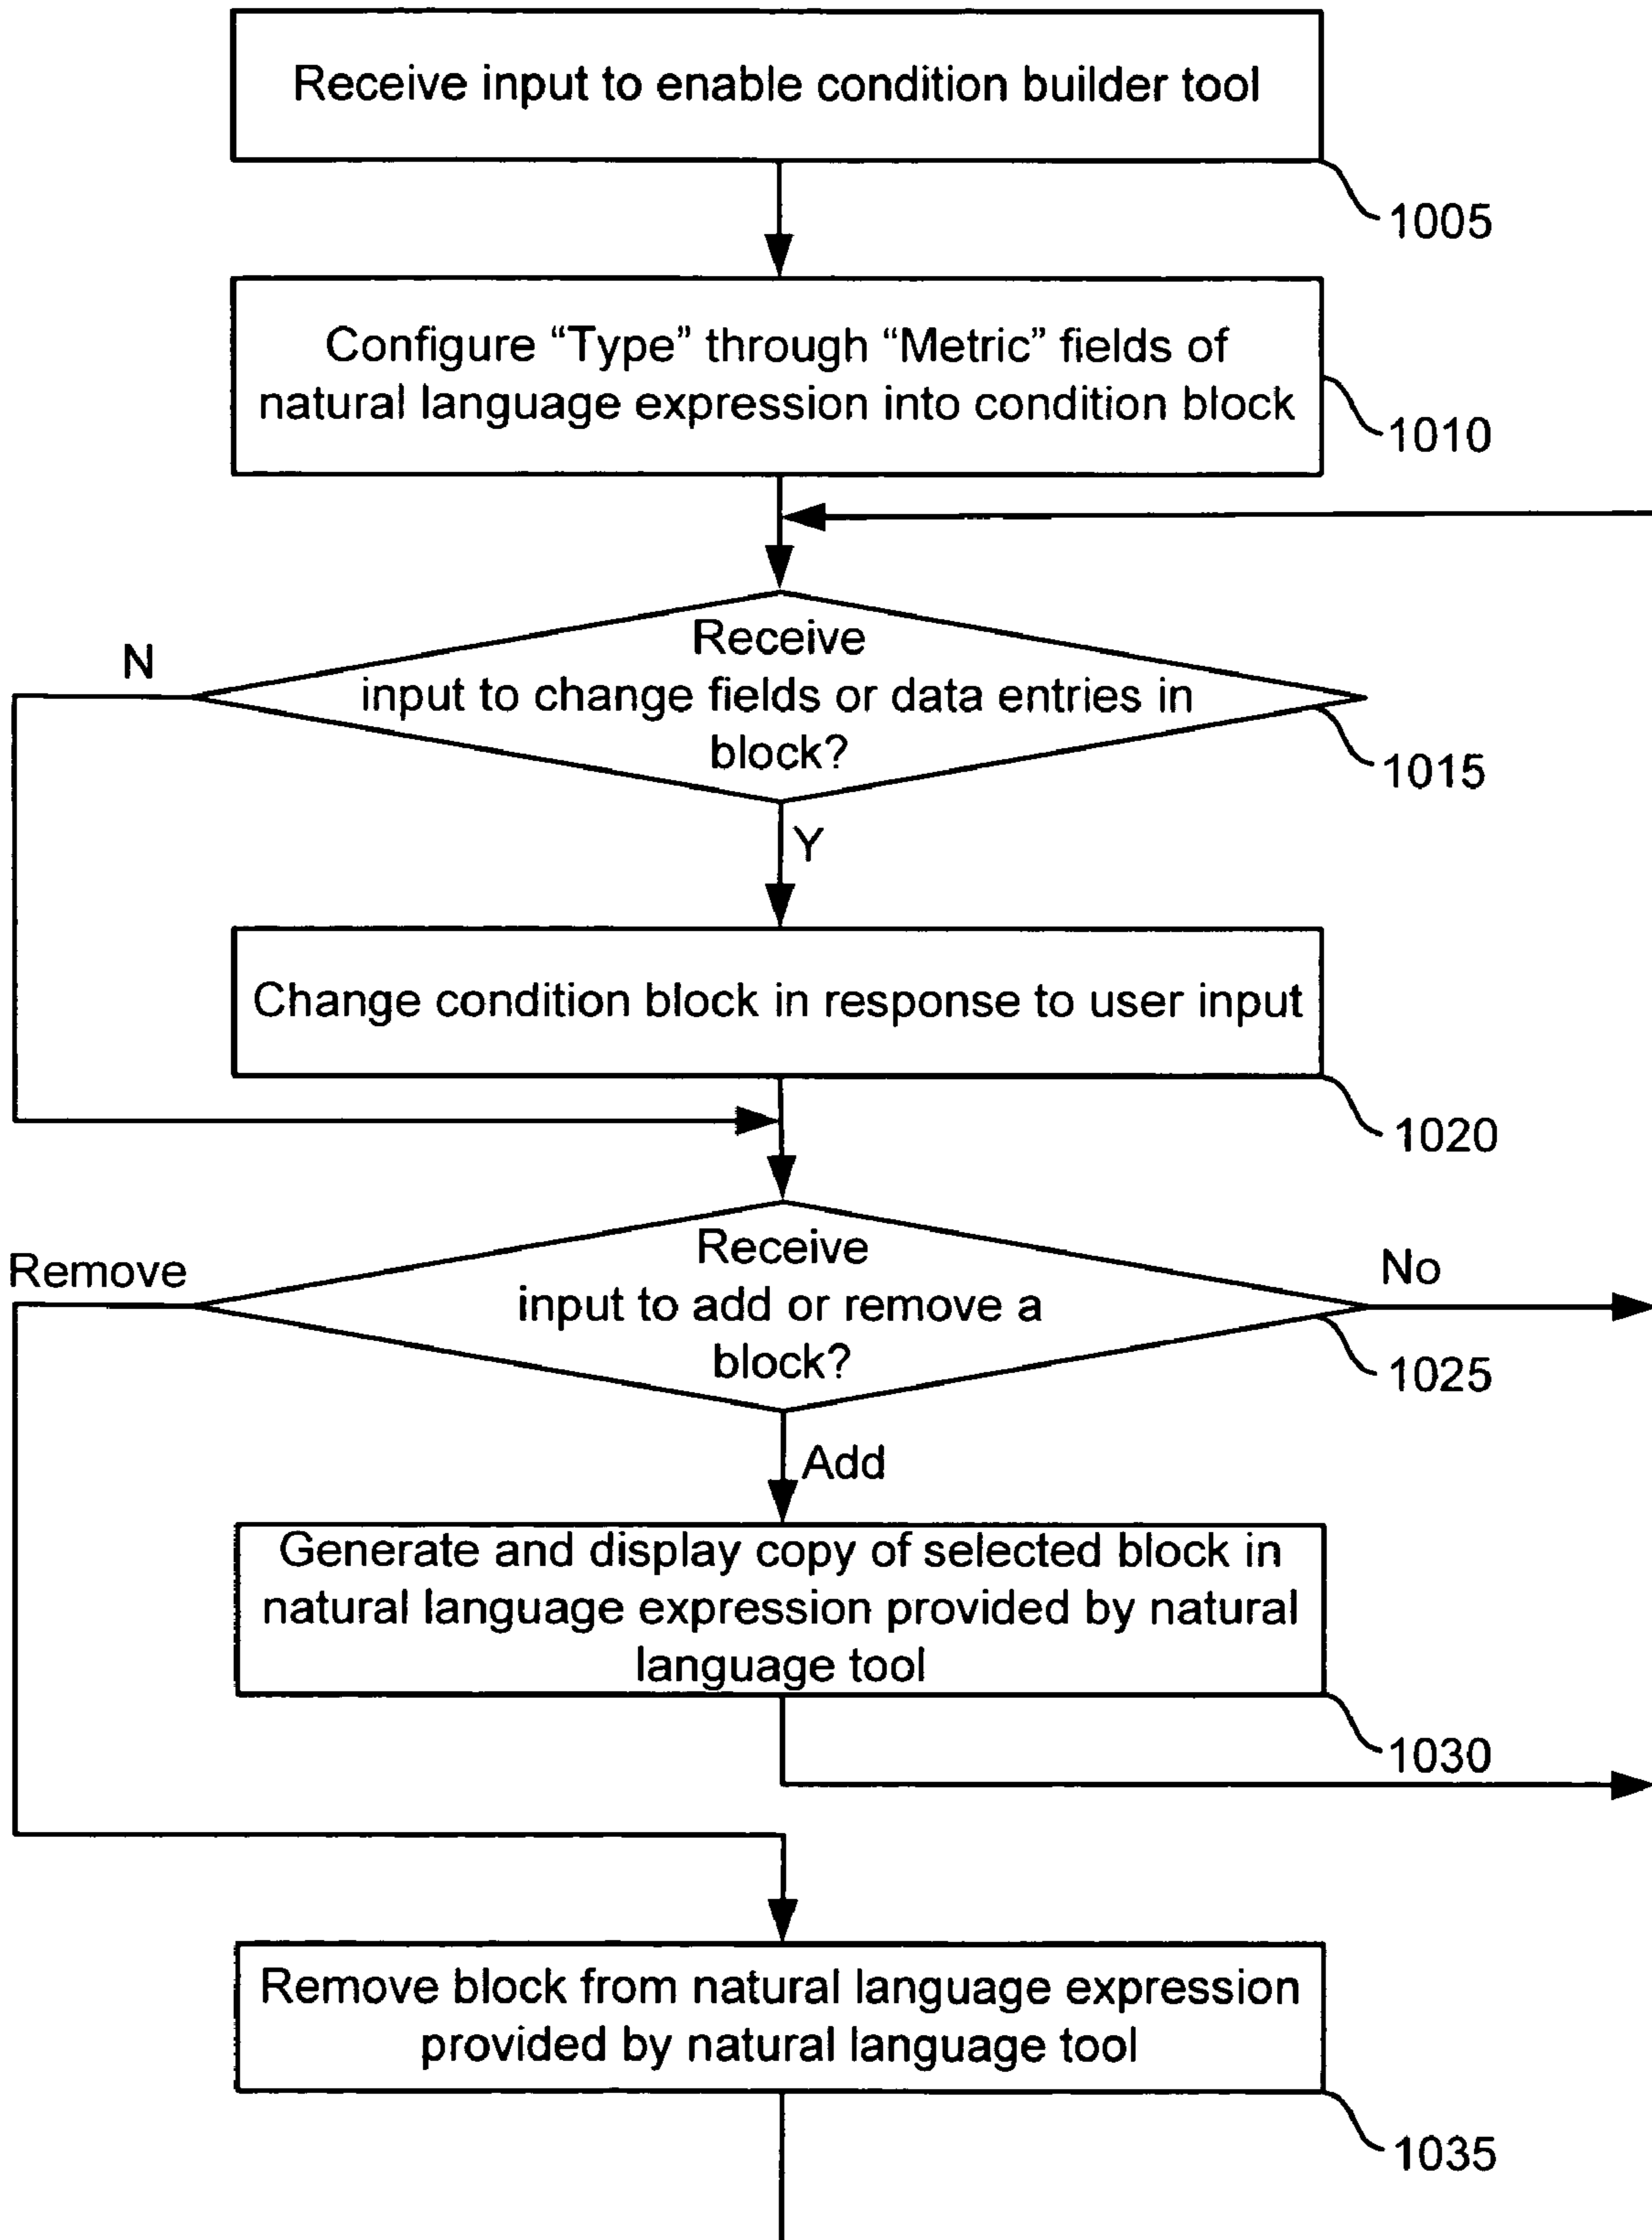 Receive input to enable condition builder tool
1005
Configure “Type” through “Metric” fields of
natural language expression into condition block
1010
Receive
input to change fields or data entries in
block?
N
1015
Y
Change condition block in response to user input
1020
Receive
input to add or remove a
block?
Remove
No
1025
Add
Generate and display copy of selected block in
natural language expression provided by natural
language tool
1030
Remove block from natural language expression
provided by natural language tool
1035